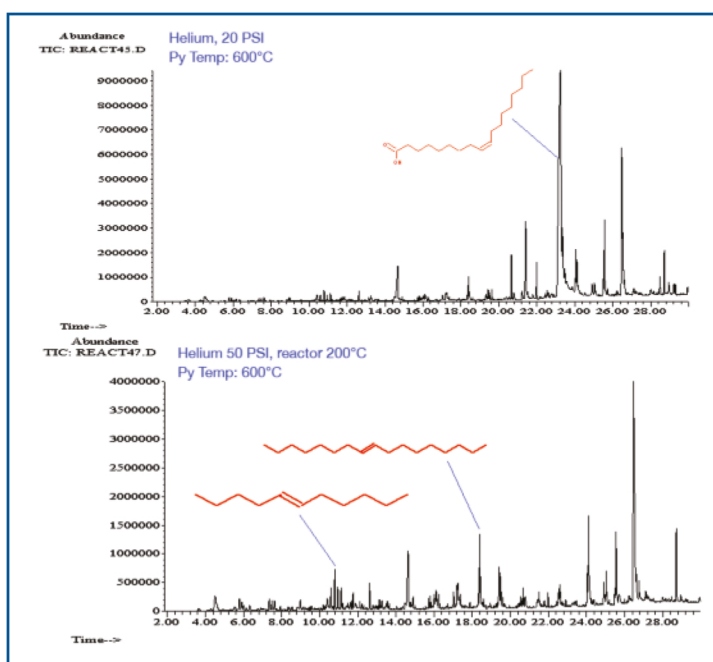 Abundance
TIC: REACT45.D
Helium, 20 PSI
Py Temp: 600°C
9000000
8000000
7000000
6000000
5000000
4000000
3000000
2000000
1000000
0
O
OH
2.00 4.00 6.00 8.00 10.00 12.00 14.00 16.00 18.00 20.00 22.00 24.00 26.00 28.00
Time-->
Abundance
TIC: REACT47.D
Helium 50 PSI, reactor 200°C
Py Temp: 600°C
4000000
3500000
3000000
2500000
2000000
1500000
1000000
500000
0
2.00 4.00 6.00 8.00 10.00 12.00 14.00 16.00 18.00 20.00 22.00 24.00 26.00 28.00
Time-->